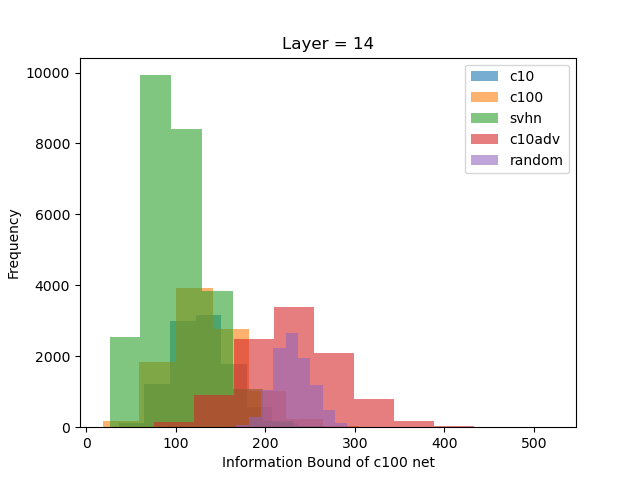 Layer = 14
10000
8000
6000
4000
2000
0
Frequency
c10
c100
svhn
c10adv
random
0 100 200 300 400 500
Information Bound of c100 net